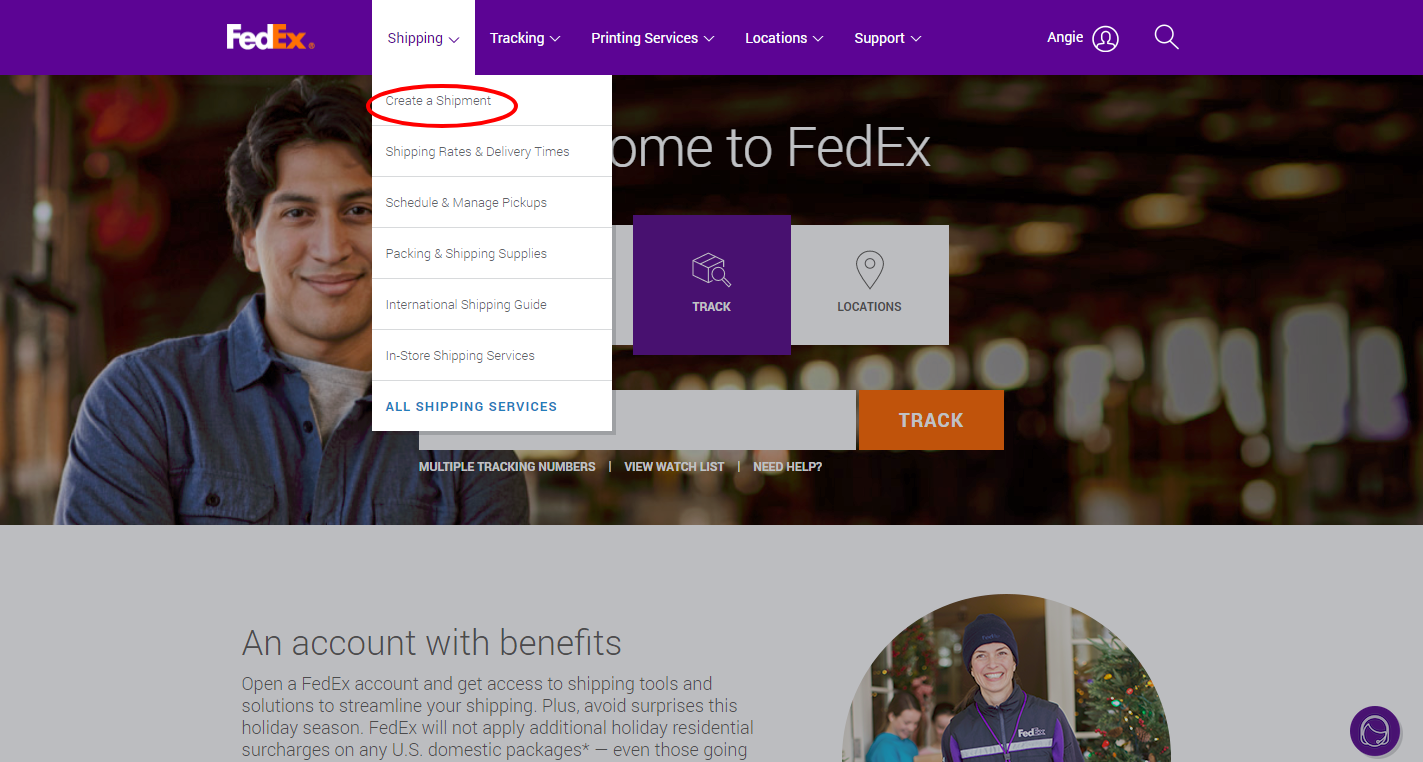 FedEx®
Shipping
Tracking
Printing Services
Locations
Support
Angie
Create a Shipment
Shipping Rates & Delivery Times
Schedule & Manage Pickups
Packing & Shipping Supplies
International Shipping Guide
In-Store Shipping Services
ALL SHIPPING SERVICES
ome to FedEx
TRACK
LOCATIONS
TRACK
MULTIPLE TRACKING NUMBERS | VIEW WATCH LIST | NEED HELP?
An account with benefits
Open a FedEx account and get access to shipping tools and
solutions to streamline your shipping. Plus, avoid surprises this
holiday season. FedEx will not apply additional holiday residential
surcharges on any U.S. domestic packages* — even those going
FedEx
FedEx